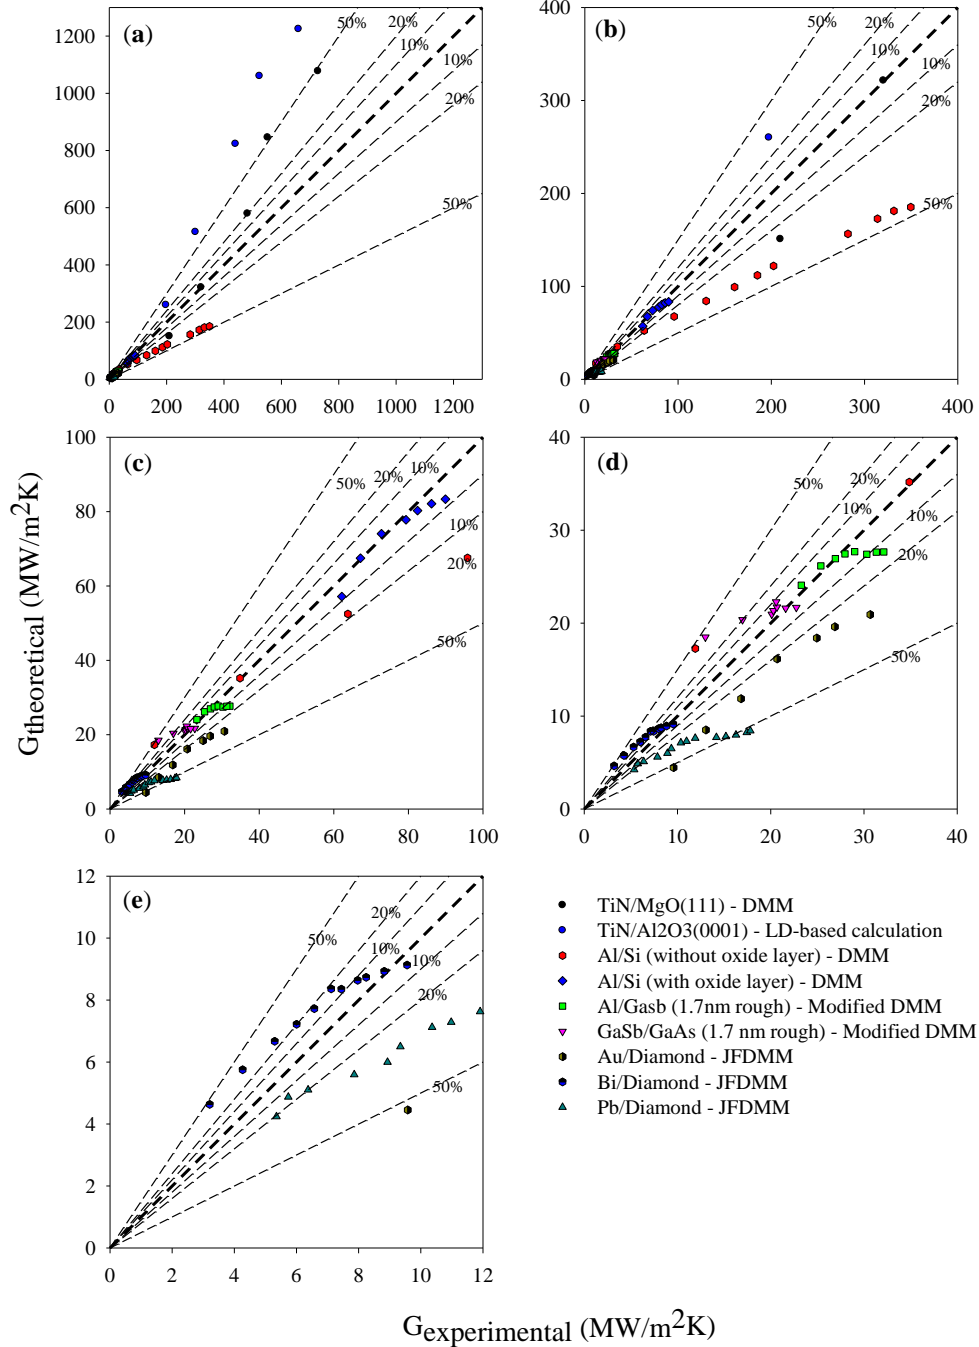 (a)
50%
20%
10%
10%
20%
50%
1200
1000
800
600
400
200
0
0 200 400 600 800 1000 1200
(b)
50%
20%
10%
10%
20%
50%
400
300
200
100
0
0 100 200 300 400
(c)
50%
20%
10%
10%
20%
50%
100
80
60
40
20
0
0 20 40 60 80 100
(d)
50%
20%
10%
10%
20%
50%
40
30
20
10
0
0 10 20 30 40
Gtheoretical (MW/m2K)
(e)
50%
20%
10%
10%
20%
50%
12
10
8
6
4
2
0
0 2 4 6 8 10 12
TiN/MgO(111) - DMM
TiN/Al2O3(0001) - LD-based calculation
Al/Si (without oxide layer) - DMM
Al/Si (with oxide layer) - DMM
Al/Gasb (1.7nm rough) - Modified DMM
GaSb/GaAs (1.7 nm rough) - Modified DMM
Au/Diamond - JFDMM
Bi/Diamond - JFDMM
Pb/Diamond - JFDMM
Gexperimental (MW/m2K)